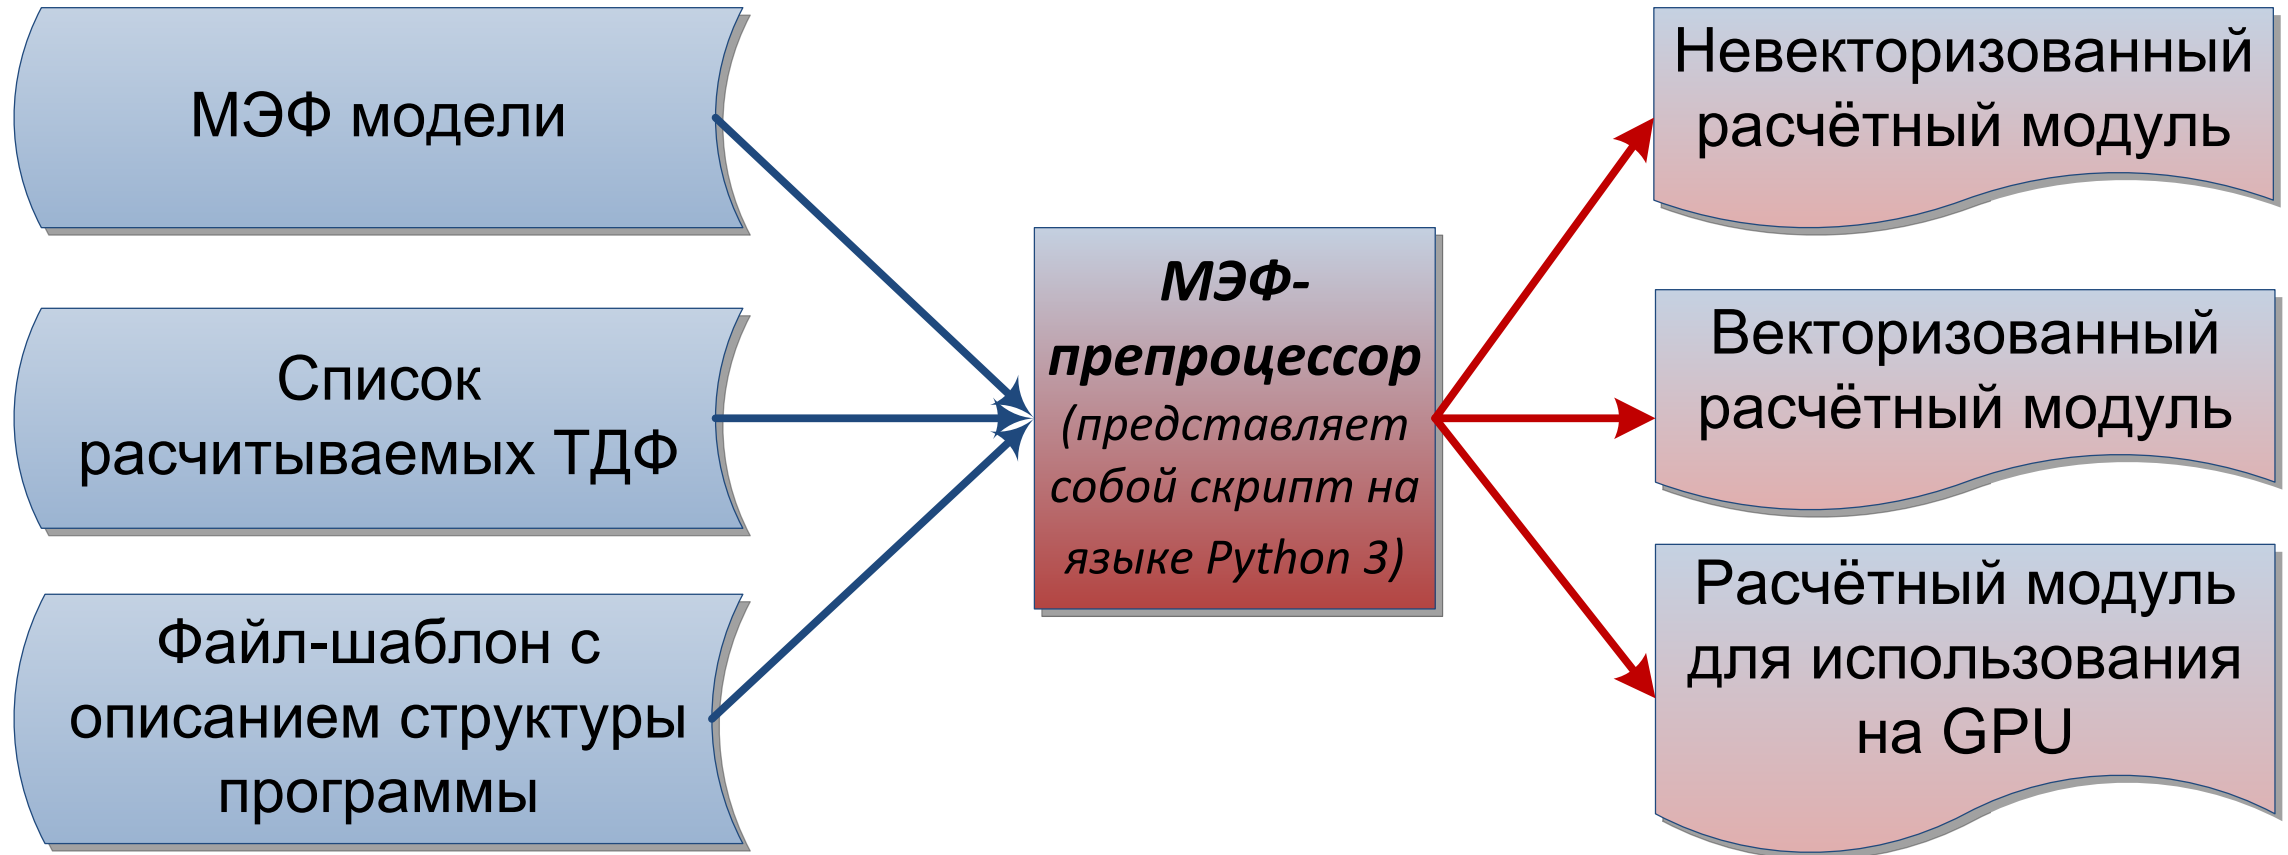 МЭФ модели
Список
расчитываемых ТДФ
Файл-шаблон с
описанием структуры
программы
МЭФ-
препроцессор
(представляет
собой скрипт на
языке Python 3)
Невекторизованный
расчётный модуль
Векторизованный
расчётный модуль
Расчётный модуль
для использования
на GPU